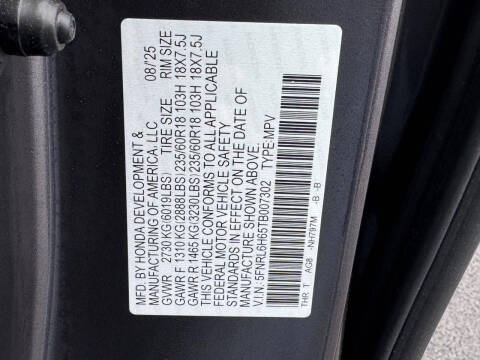 MFD. BY HONDA DEVELOPMENT & 08/'25
MANUFACTURING OF AMERICA, LLC
GVWR 2730 KG(6019LBS) TIRE SIZE RIM SIZE
GAWR F 1310 KG(2888LBS) 235/60R18 103H 18X7.5J
GAWR R 1465 KG(3230LBS) 235/60R18 103H 18X7.5J
THIS VEHICLE CONFORMS TO ALL APPLICABLE
FEDERAL MOTOR VEHICLE SAFETY
STANDARDS IN EFFECT ON THE DATE OF
MANUFACTURE SHOWN ABOVE.
V.I.N.: 5FNRL6H65TB007302 TYPE:MPV
THR T AG8 -NH797M -B -B